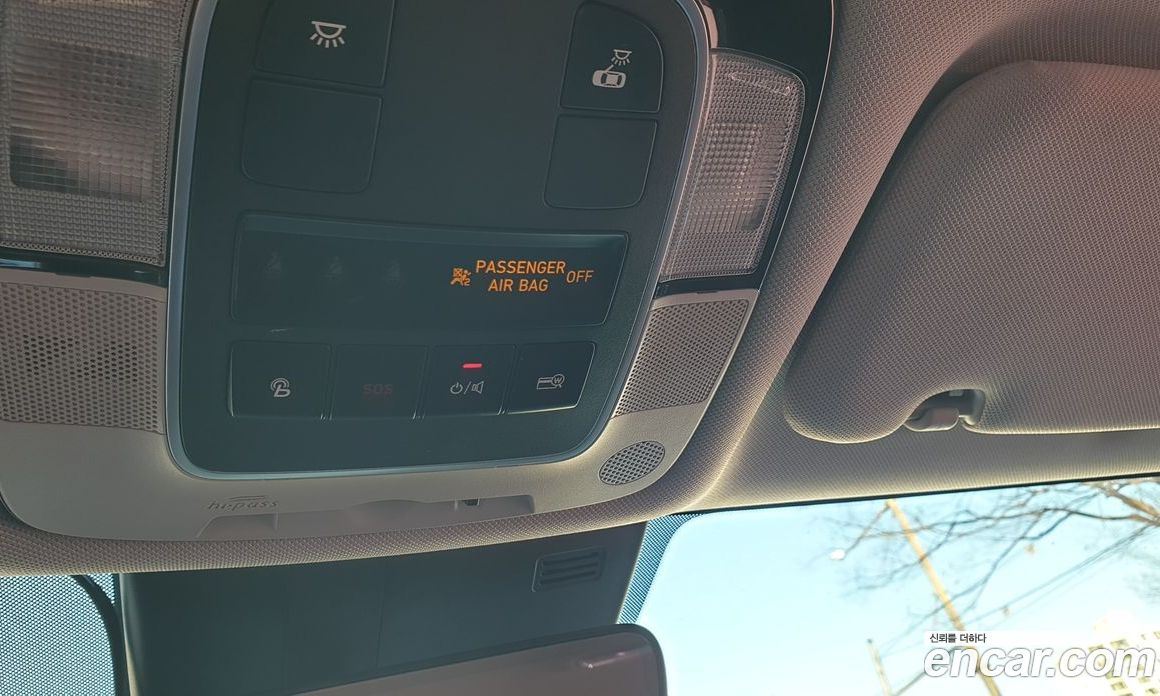 PASSENGER
AIR BAG
OFF
SOS
hi-pass
신뢰를 더하다
encar.com